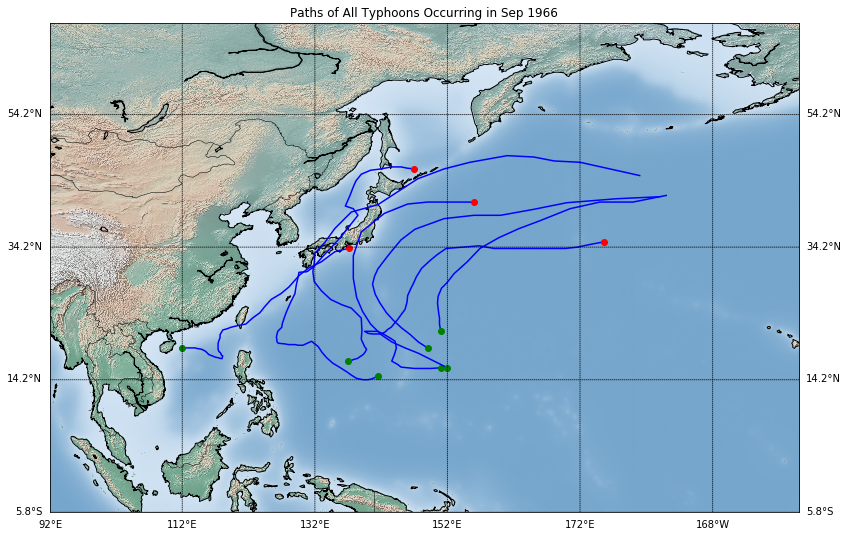 Paths of All Typhoons Occurring in Sep 1966
54.2°N 54.2°N
34.2°N 34.2°N
14.2°N 14.2°N
5.8°S 5.8°S
92°E 112°E 132°E 152°E 172°E 168°W